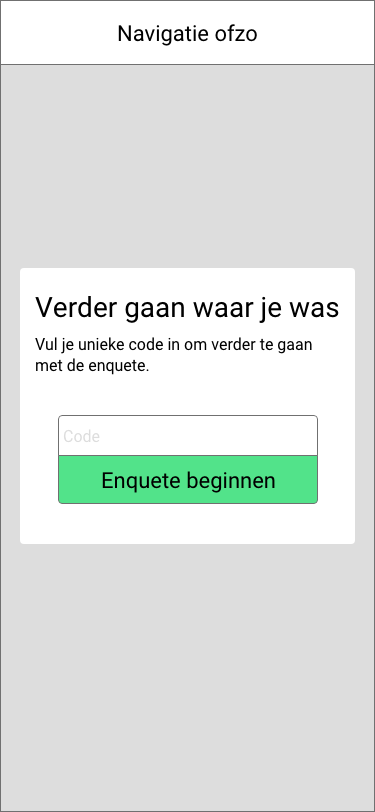 Navigatie ofzo
Verder gaan waar je was
Vul je unieke code in om verder te gaan
met de enquete.
Code
Enquete beginnen